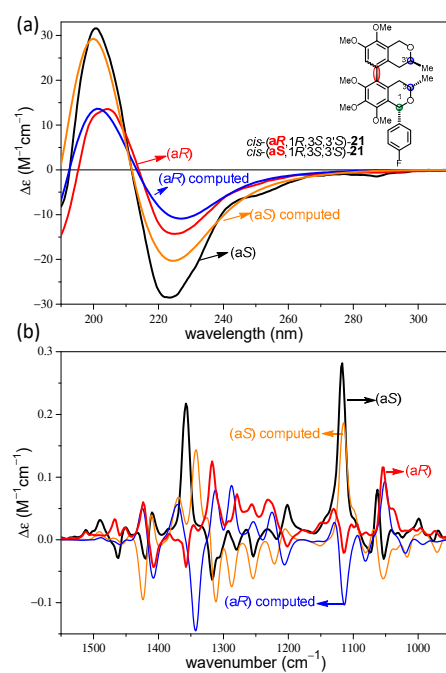 (a)
OMe
MeO
O
3'
MeO
Me
MeO
3
Me
O
MeO
1
OMe
F
cis-(aR,1R,3S,3'S)-21
cis-(aS,1R,3S,3'S)-21
(aR)
(aR) computed
(aS) computed
(aS)
30
20
10
0
−10
−20
−30
Δε (M⁻¹cm⁻¹)
200 220 240 260 280 300
wavelength (nm)
(b)
0.3
0.2
0.1
0.0
−0.1
Δε (M⁻¹cm⁻¹)
(aS)
(aS) computed
(aR)
(aR) computed
1500 1400 1300 1200 1100 1000
wavenumber (cm⁻¹)